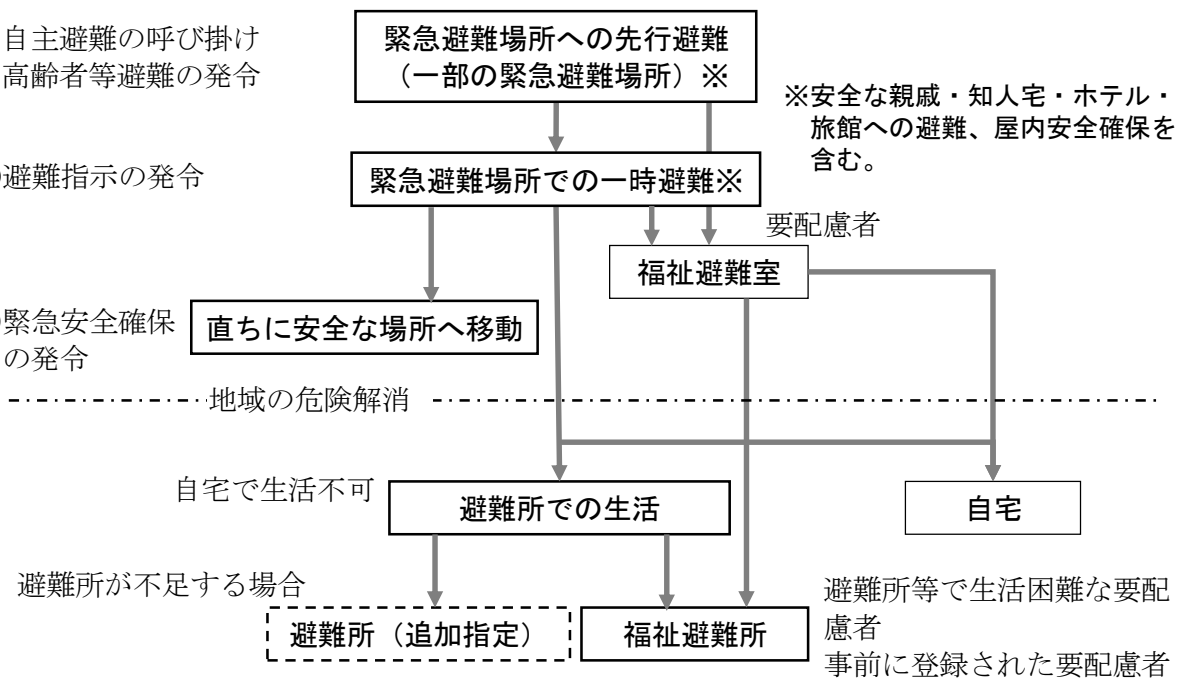 自主避難の呼び掛け
高齢者等避難の発令
緊急避難場所への先行避難
（一部の緊急避難場所）※
※安全な親戚・知人宅・ホテル・
旅館への避難、屋内安全確保を
含む。
避難指示の発令
緊急避難場所での一時避難※
要配慮者
福祉避難室
緊急安全確保
の発令
直ちに安全な場所へ移動
地域の危険解消
自宅で生活不可
避難所での生活
自宅
避難所が不足する場合
避難所（追加指定）
福祉避難所
避難所等で生活困難な要配
慮者
事前に登録された要配慮者